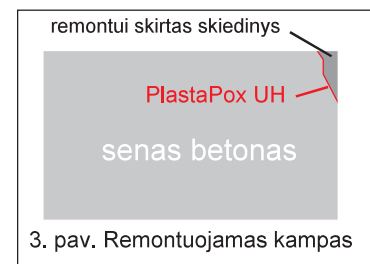 remontui skirtas skiedinys
PlastaPox UH
senas betonas
3. pav. Remontuojamas kampas